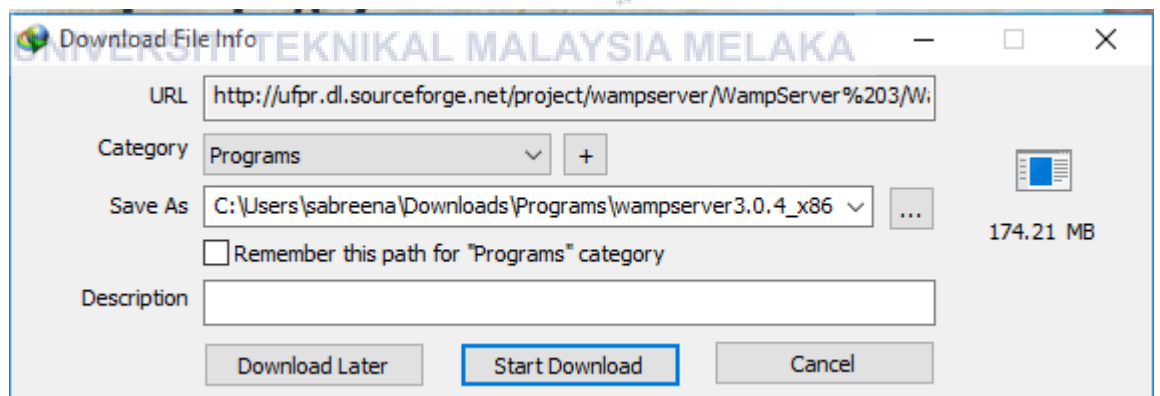 Download File Info
UNIVERSITI TEKNIKAL MALAYSIA MELAKA
URL http://ufpr.dl.sourceforge.net/project/wampserver/WampServer%203/Wa
Category Programs +
Save As C:\Users\sabreena\Downloads\Programs\wampserver3.0.4_x86 ...
174.21 MB
Remember this path for "Programs" category
Description
Download Later Start Download Cancel